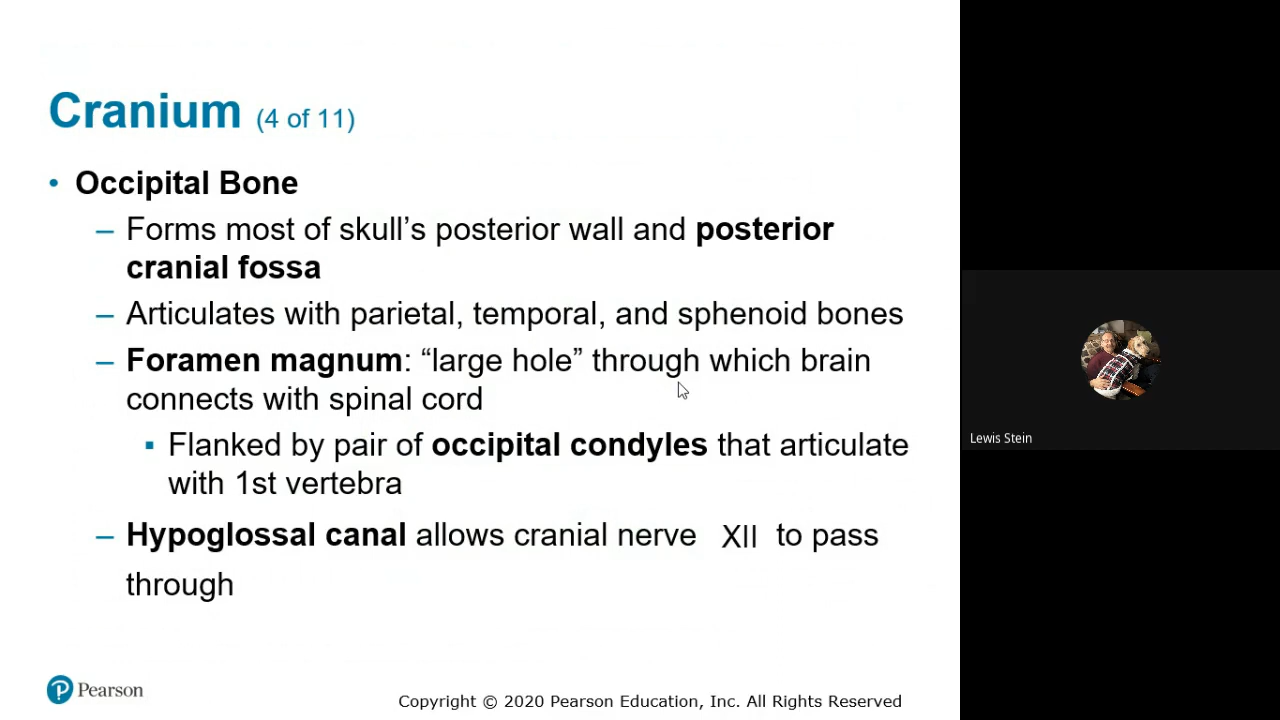 Cranium (4 of 11)
• Occipital Bone
– Forms most of skull’s posterior wall and posterior
cranial fossa
– Articulates with parietal, temporal, and sphenoid bones
– Foramen magnum: “large hole” through which brain
connects with spinal cord
▪ Flanked by pair of occipital condyles that articulate
with 1st vertebra
– Hypoglossal canal allows cranial nerve XII to pass
through
Pearson
Copyright © 2020 Pearson Education, Inc. All Rights Reserved
Lewis Stein